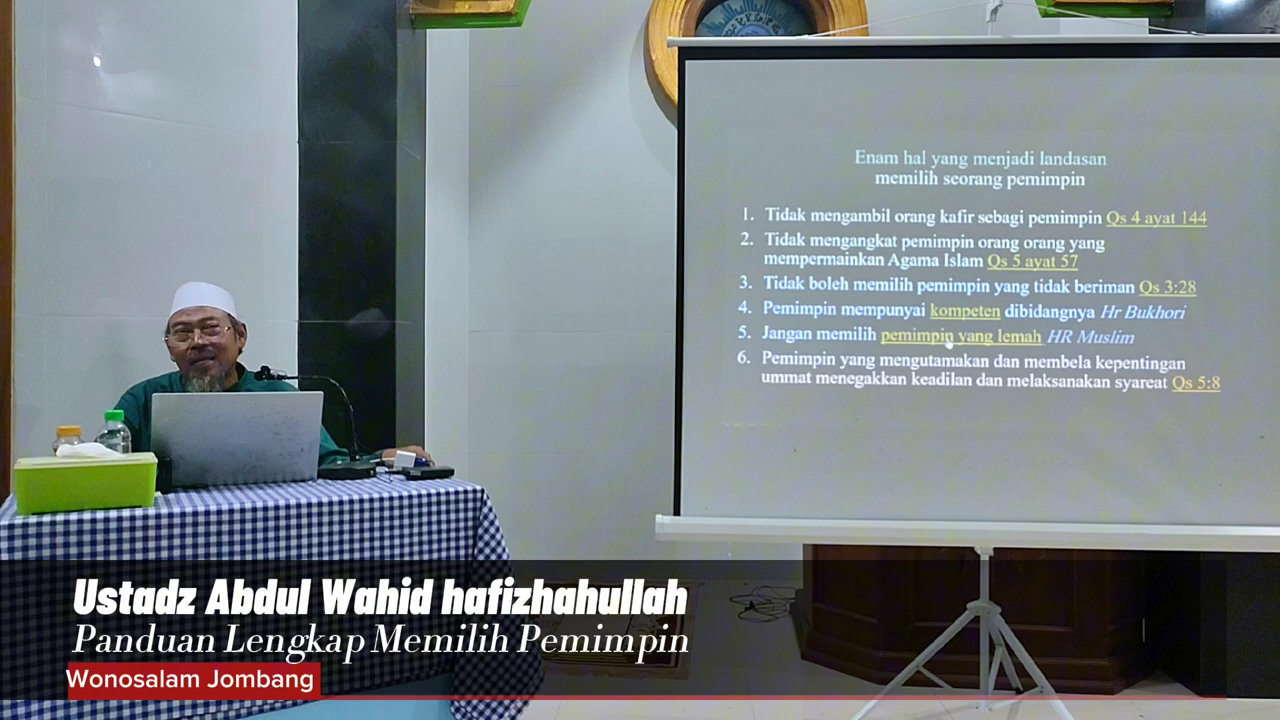 Enam hal yang menjadi landasan
memilih seorang pemimpin
1. Tidak mengambil orang kafir sebagi pemimpin Qs 4 ayat 144
2. Tidak mengangkat pemimpin orang orang yang
mempermainkan Agama Islam Qs 5 ayat 57
3. Tidak boleh memilih pemimpin yang tidak beriman Qs 3:28
4. Pemimpin mempunyai kompeten dibidangnya Hr Bukhori
5. Jangan memilih pemimpin yang lemah HR Muslim
6. Pemimpin yang mengutamakan dan membela kepentingan
ummat menegakkan keadilan dan melaksanakan syareat Qs 5:8
Ustadz Abdul Wahid hafizhahullah
Panduan Lengkap Memilih Pemimpin
Wonosalam Jombang